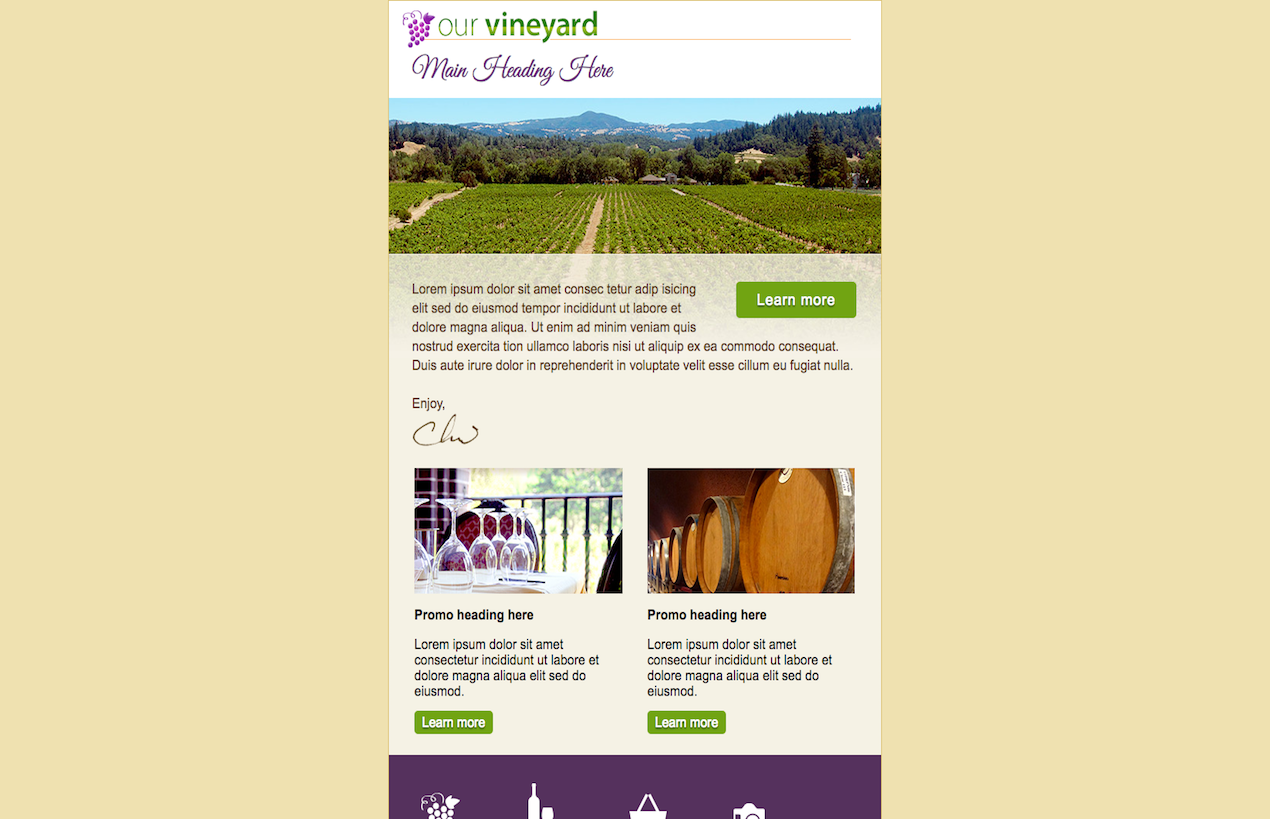 our vineyard
Main Heading Here
Lorem ipsum dolor sit amet consec tetur adip isicing
elit sed do eiusmod tempor incididunt ut labore et
dolore magna aliqua. Ut enim ad minim veniam quis
nostrud exercita tion ullamco laboris nisi ut aliquip ex ea commodo consequat.
Duis aute irure dolor in reprehenderit in voluptate velit esse cillum eu fugiat nulla.
Learn more
Enjoy,
Promo heading here
Lorem ipsum dolor sit amet
consectetur incididunt ut labore et
dolore magna aliqua elit sed do
eiusmod.
Learn more
Promo heading here
Lorem ipsum dolor sit amet
consectetur incididunt ut labore et
dolore magna aliqua elit sed do
eiusmod.
Learn more